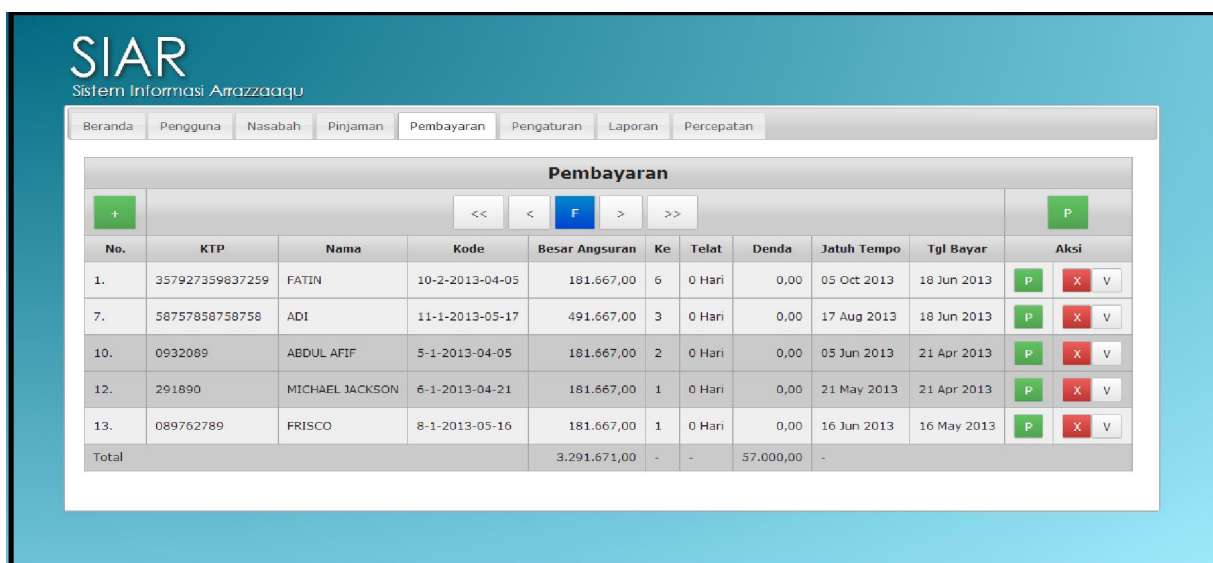 SIAR
Sistem Informasi Arrazzaaqu
Beranda Pengguna Nasabah Pinjaman Pembayaran Pengaturan Laporan Percepatan
Pembayaran
+ << < F > >> P
No. KTP Nama Kode Besar Angsuran Ke Telat Denda Jatuh Tempo Tgl Bayar Aksi
1. 357927359837259 FATIN 10-2-2013-04-05 181.667,00 6 0 Hari 0,00 05 Oct 2013 18 Jun 2013 P X V
7. 58757858758758 ADI 11-1-2013-05-17 491.667,00 3 0 Hari 0,00 17 Aug 2013 18 Jun 2013 P X V
10. 0932089 ABDUL AFIF 5-1-2013-04-05 181.667,00 2 0 Hari 0,00 05 Jun 2013 21 Apr 2013 P X V
12. 291890 MICHAEL JACKSON 6-1-2013-04-21 181.667,00 1 0 Hari 0,00 21 May 2013 21 Apr 2013 P X V
13. 089762789 FRISCO 8-1-2013-05-16 181.667,00 1 0 Hari 0,00 16 Jun 2013 16 May 2013 P X V
Total 3.291.671,00 - - 57.000,00 -